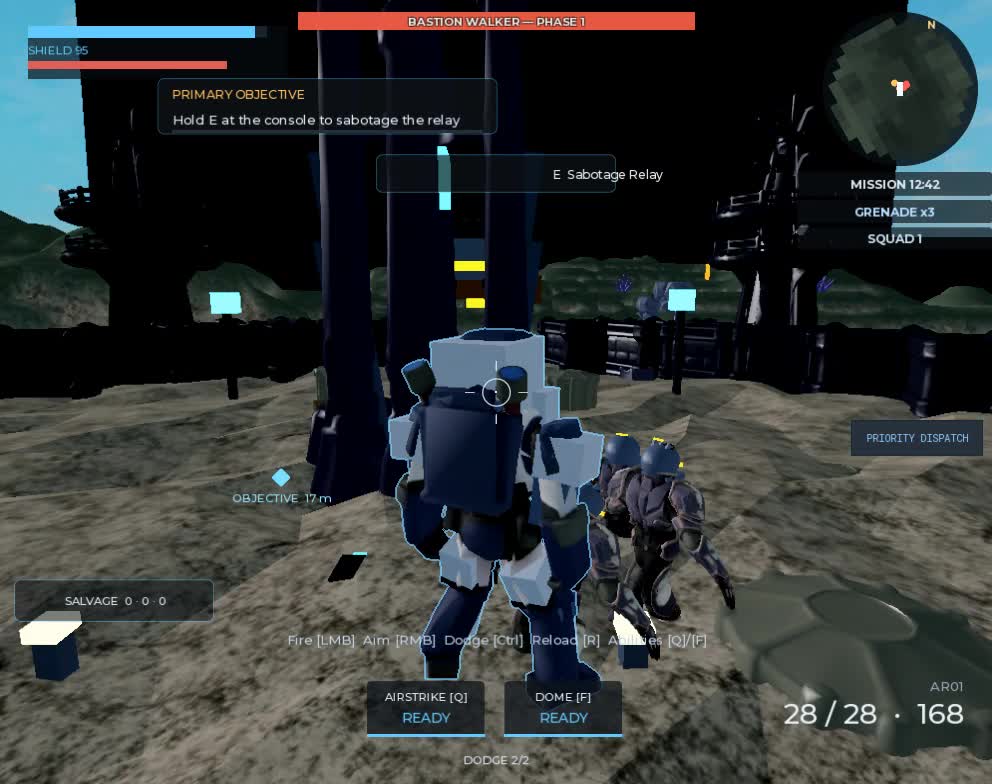 BASTION WALKER — PHASE 1
N
SHIELD 95
PRIMARY OBJECTIVE
Hold E at the console to sabotage the relay
E Sabotage Relay
MISSION 12:42
GRENADE x3
SQUAD 1
PRIORITY DISPATCH
OBJECTIVE 17 m
SALVAGE 0 · 0 · 0
Fire [LMB] Aim [RMB] Dodge [Ctrl] Reload [R] Abilities [Q]/[F]
AIRSTRIKE [Q]
READY
DOME [F]
READY
AR01
28 / 28 · 168
DODGE 2/2